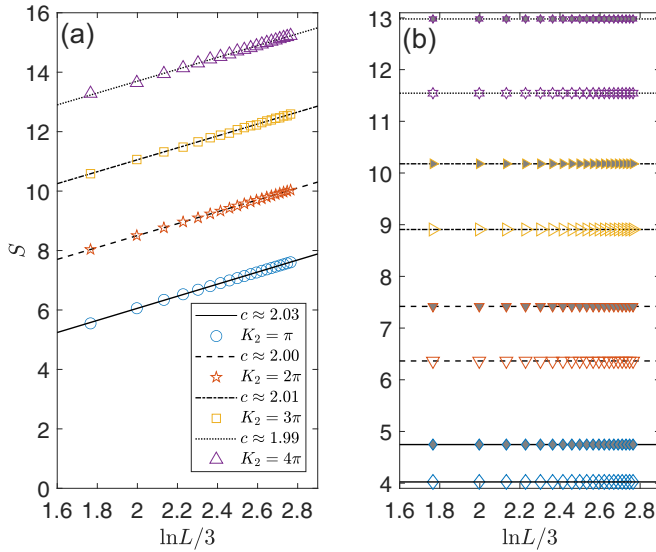 (a)
16
14
12
10
8
6
4
2
0
S
1.6 1.8 2 2.2 2.4 2.6 2.8
lnL/3
c ≈ 2.03
K₂ = π
c ≈ 2.00
K₂ = 2π
c ≈ 2.01
K₂ = 3π
c ≈ 1.99
K₂ = 4π
(b)
13
12
11
10
9
8
7
6
5
4
1.6 1.8 2 2.2 2.4 2.6 2.8
lnL/3